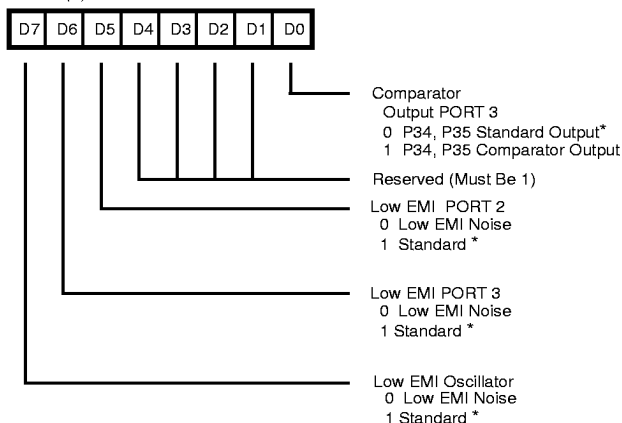 D7 D6 D5 D4 D3 D2 D1 D0
Comparator
Output PORT 3
0 P34, P35 Standard Output*
1 P34, P35 Comparator Output
Reserved (Must Be 1)
Low EMI PORT 2
0 Low EMI Noise
1 Standard *
Low EMI PORT 3
0 Low EMI Noise
1 Standard *
Low EMI Oscillator
0 Low EMI Noise
1 Standard *